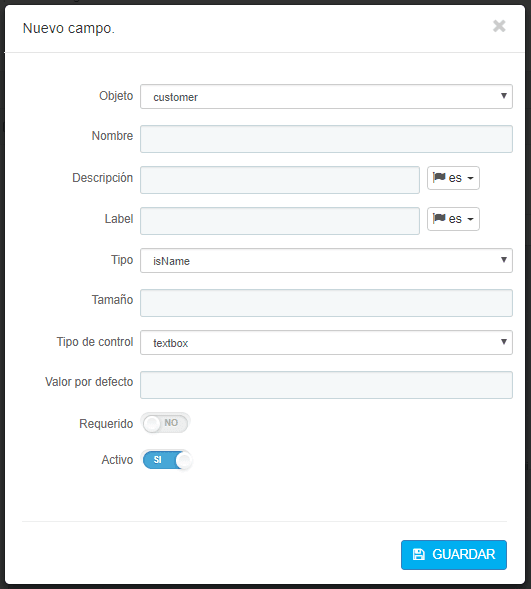 Nuevo campo.
Objeto customer
Nombre
Descripción es
Label es
Tipo isName
Tamaño
Tipo de control textbox
Valor por defecto
Requerido NO
Activo SI
GUARDAR